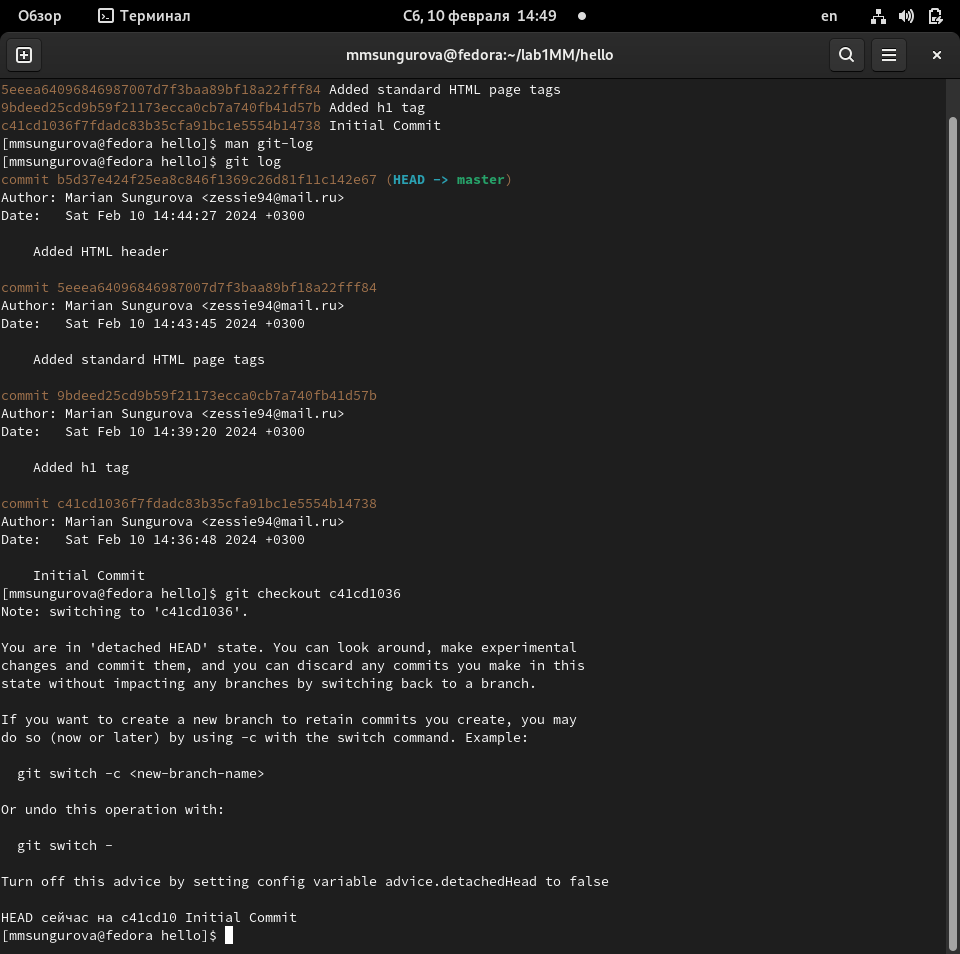 Обзор Терминал Сб, 10 февраля 14:49 en
mmsungurova@fedora:~/lab1MM/hello
5eeea64096846987007d7f3baa89bf18a22fff84 Added standard HTML page tags
9bdeed25cd9b59f21173ecca0cb7a740fb41d57b Added h1 tag
c41cd1036f7fdadc83b35cfa91bc1e5554b14738 Initial Commit
[mmsungurova@fedora hello]$ man git-log
[mmsungurova@fedora hello]$ git log
commit b5d37e424f25ea8c846f1369c26d81f11c142e67 (HEAD -> master)
Author: Marian Sungurova <zessie94@mail.ru>
Date:   Sat Feb 10 14:44:27 2024 +0300
    Added HTML header
commit 5eeea64096846987007d7f3baa89bf18a22fff84
Author: Marian Sungurova <zessie94@mail.ru>
Date:   Sat Feb 10 14:43:45 2024 +0300
    Added standard HTML page tags
commit 9bdeed25cd9b59f21173ecca0cb7a740fb41d57b
Author: Marian Sungurova <zessie94@mail.ru>
Date:   Sat Feb 10 14:39:20 2024 +0300
    Added h1 tag
commit c41cd1036f7fdadc83b35cfa91bc1e5554b14738
Author: Marian Sungurova <zessie94@mail.ru>
Date:   Sat Feb 10 14:36:48 2024 +0300
    Initial Commit
[mmsungurova@fedora hello]$ git checkout c41cd1036
Note: switching to 'c41cd1036'.
You are in 'detached HEAD' state. You can look around, make experimental
changes and commit them, and you can discard any commits you make in this
state without impacting any branches by switching back to a branch.
If you want to create a new branch to retain commits you create, you may
do so (now or later) by using -c with the switch command. Example:
  git switch -c <new-branch-name>
Or undo this operation with:
  git switch -
Turn off this advice by setting config variable advice.detachedHead to false
HEAD сейчас на c41cd10 Initial Commit
[mmsungurova@fedora hello]$